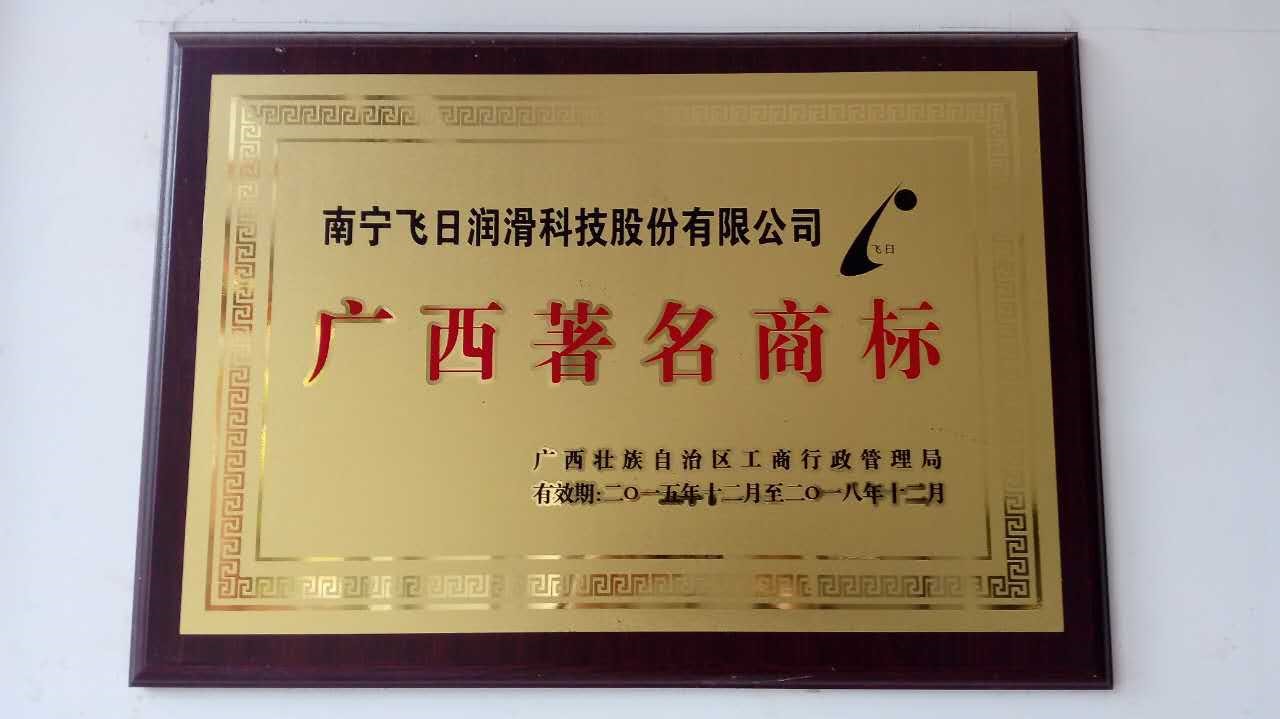 南宁飞日润滑科技股份有限公司
飞日
广西著名商标
广西壮族自治区工商行政管理局
有效期:二〇一五年十二月至二〇一八年十二月